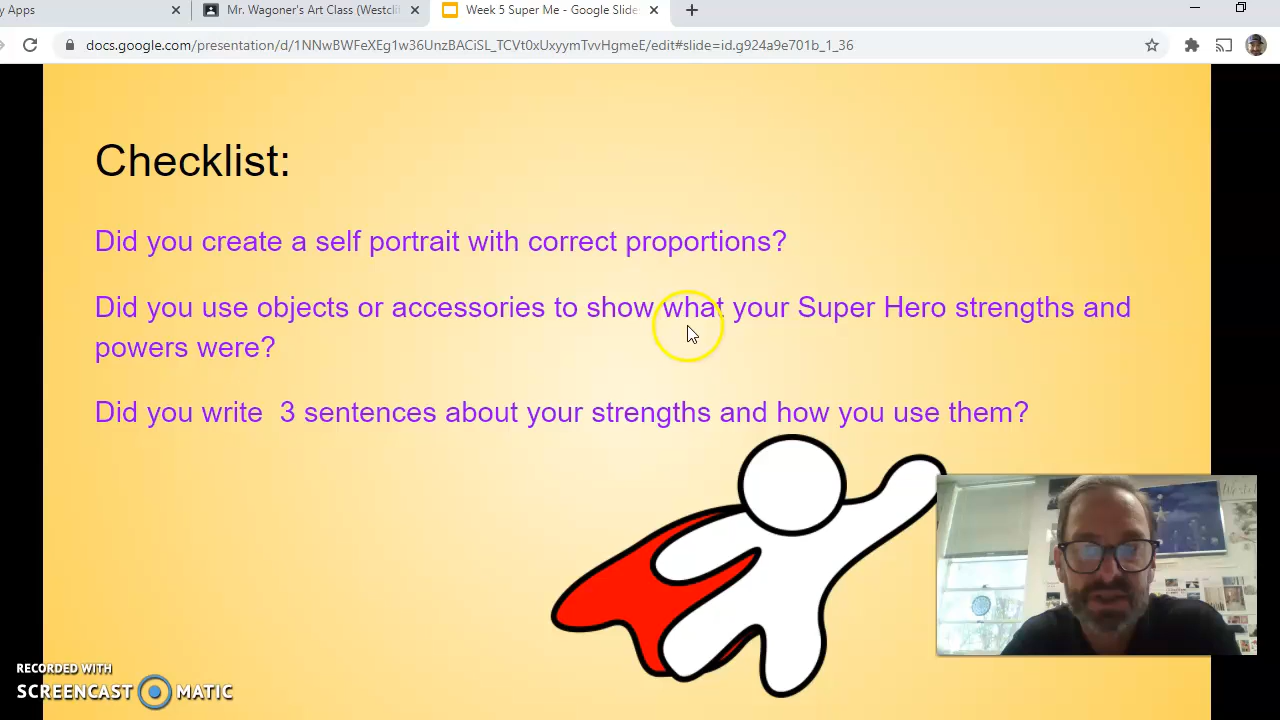 y Apps
Mr. Wagoner's Art Class (Westcli
Week 5 Super Me - Google Slide
docs.google.com/presentation/d/1NNwBWFeXEg1w36UnzBACiSL_TCVt0xUxyymTvvHgmeE/edit#slide=id.g924a9e701b_1_36
Checklist:
Did you create a self portrait with correct proportions?
Did you use objects or accessories to show what your Super Hero strengths and
powers were?
Did you write 3 sentences about your strengths and how you use them?
RECORDED WITH
SCREENCAST MATIC